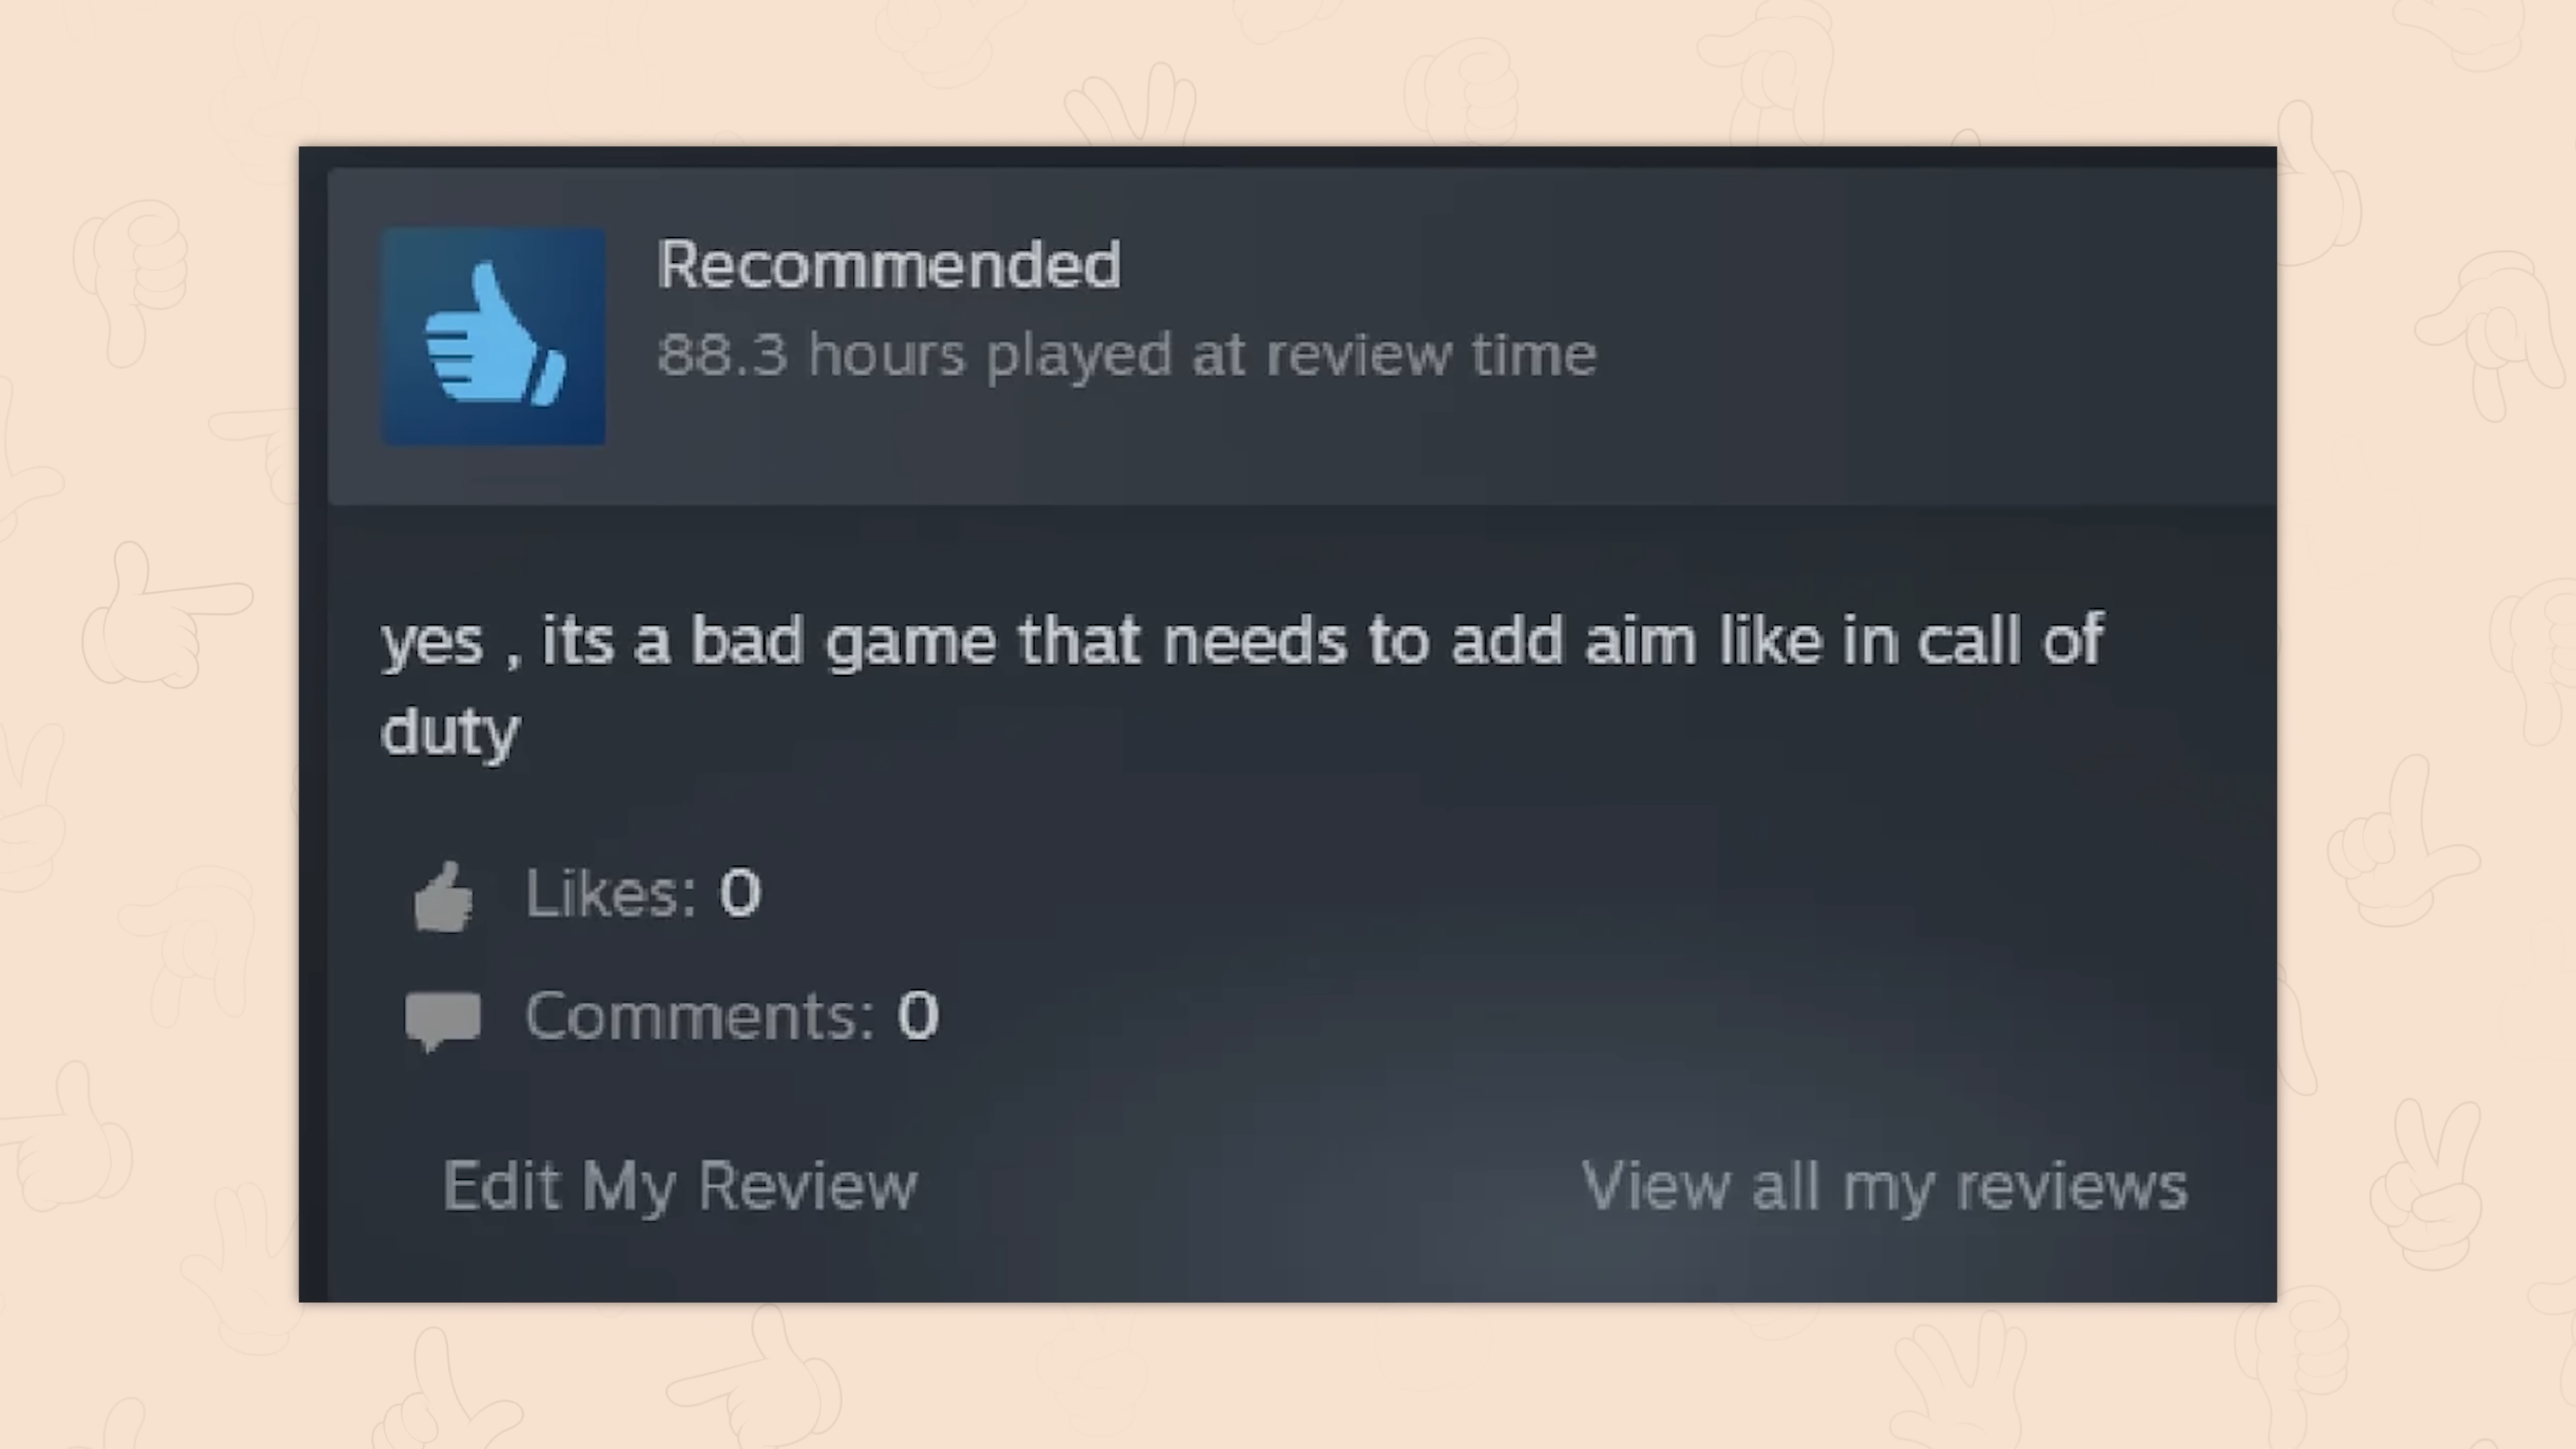 Recommended
88.3 hours played at review time
yes , its a bad game that needs to add aim like in call of
duty
Likes: 0
Comments: 0
Edit My Review
View all my reviews